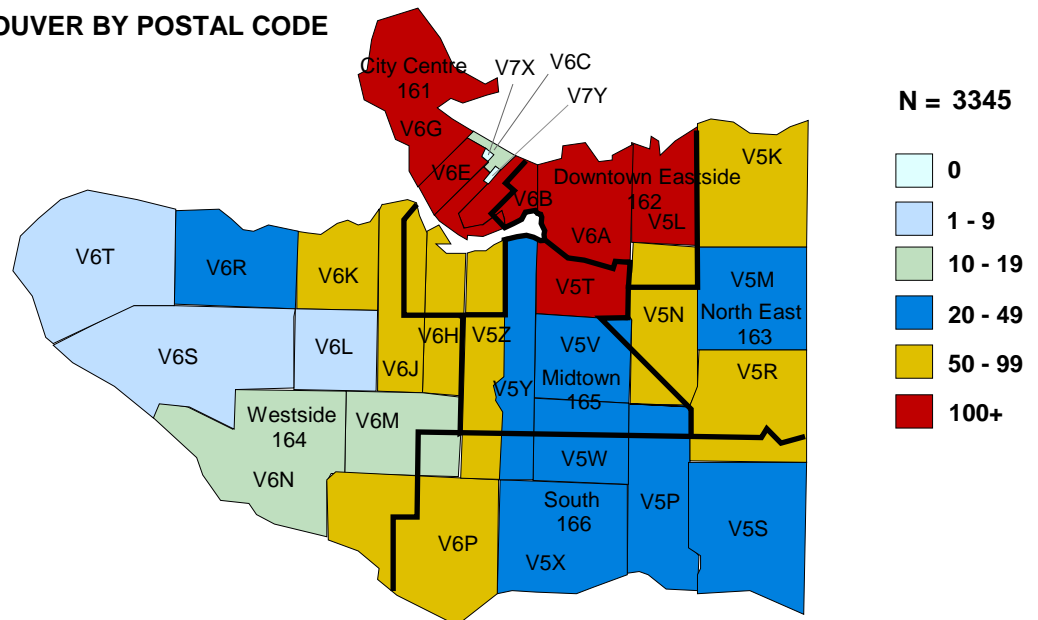 OUVER BY POSTAL CODE
City Centre
161
V7X
V6C
V7Y
V6G
V6E
V6B
Downtown Eastside
162
V5K
V6A
V5L
V6T
V6R
V6K
V5T
V5M
North East
163
V6S
V6L
V6J
V6H
V5Z
V5Y
V5V
Midtown
165
V5N
V5R
Westside
164
V6M
V6N
V5W
South
166
V6P
V5X
V5P
V5S
N = 3345
0
1 - 9
10 - 19
20 - 49
50 - 99
100+